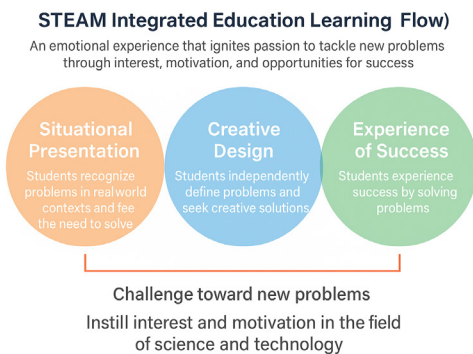 STEAM Integrated Education Learning Flow)
An emotional experience that ignites passion to tackle new problems
through interest, motivation, and opportunities for success
Situational
Presentation
Students recognize
problems in realworld
contexts and fee
the need to solve
Creative
Design
Students independently
define problems and
seek creative solutions
Experience
of Success
Students experience
success by solving
problems
Challenge toward new problems
Instill interest and motivation in the field
of science and technology